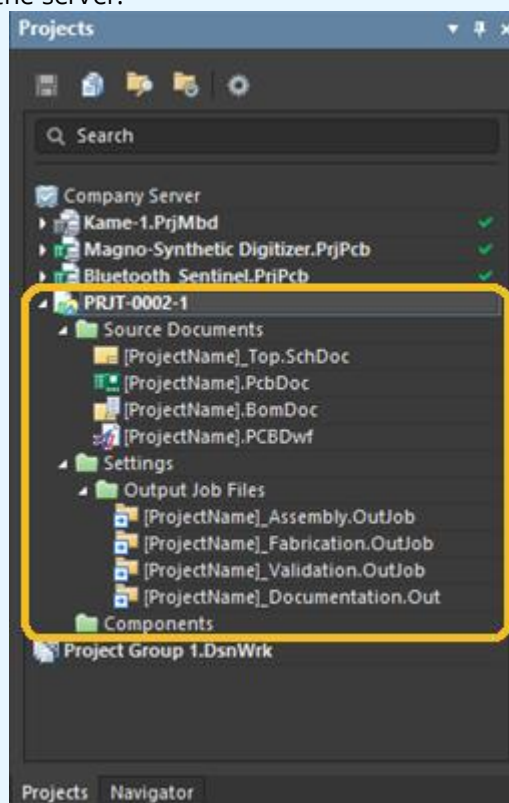 the server.
Projects
Search
Company Server
Kame-1.PrjMbd
Magno-Synthetic Digitizer.PrjPcb
Bluetooth Sentinel.PrjPcb
PRJT-0002-1
Source Documents
[ProjectName]_Top.SchDoc
[ProjectName].PcbDoc
[ProjectName].BomDoc
[ProjectName].PCBDwf
Settings
Output Job Files
[ProjectName]_Assembly.OutJob
[ProjectName]_Fabrication.OutJob
[ProjectName]_Validation.OutJob
[ProjectName]_Documentation.Out
Components
Project Group 1.DsnWrk
Projects Navigator